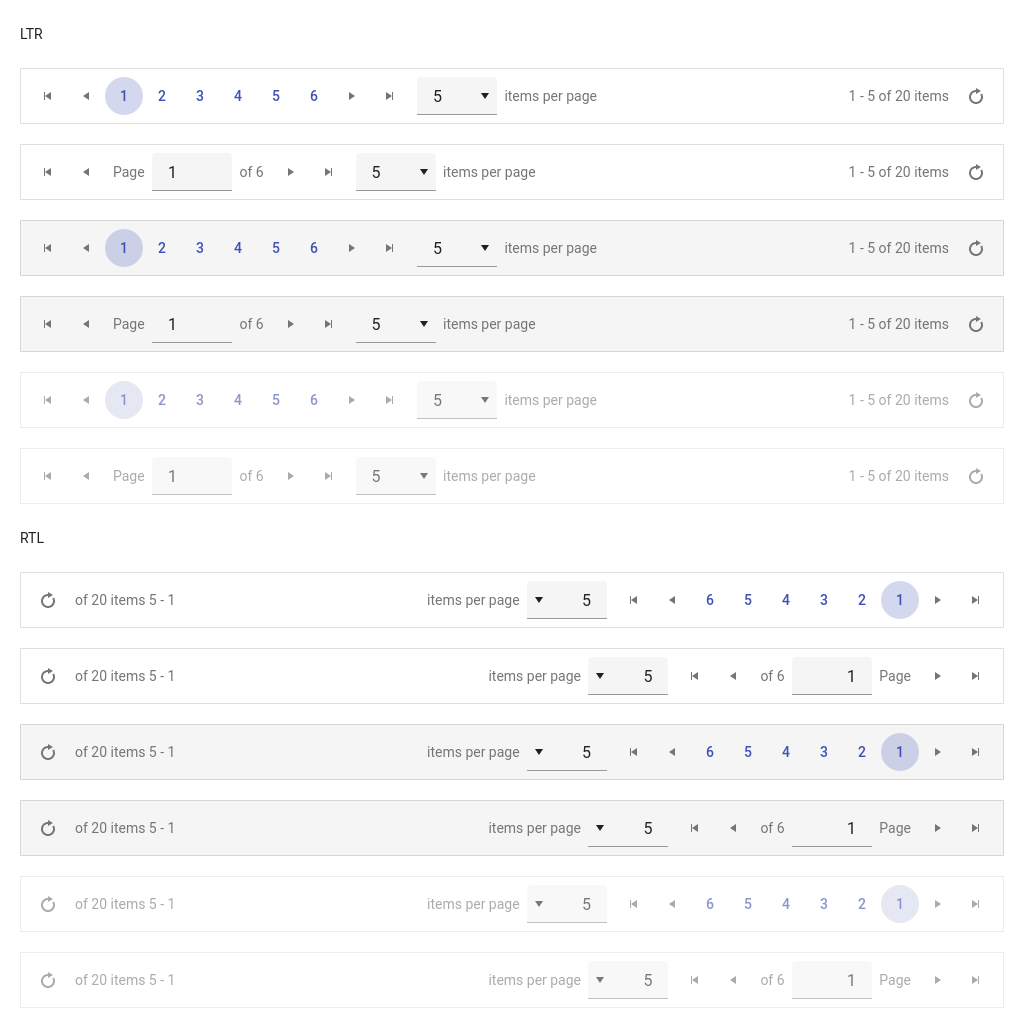 LTR
1 2 3 4 5 6 5 items per page 1 - 5 of 20 items
Page 1 of 6 5 items per page 1 - 5 of 20 items
1 2 3 4 5 6 5 items per page 1 - 5 of 20 items
Page 1 of 6 5 items per page 1 - 5 of 20 items
1 2 3 4 5 6 5 items per page 1 - 5 of 20 items
Page 1 of 6 5 items per page 1 - 5 of 20 items
RTL
of 20 items 5 - 1 items per page 5 6 5 4 3 2 1
of 20 items 5 - 1 items per page 5 of 6 1 Page
of 20 items 5 - 1 items per page 5 6 5 4 3 2 1
of 20 items 5 - 1 items per page 5 of 6 1 Page
of 20 items 5 - 1 items per page 5 6 5 4 3 2 1
of 20 items 5 - 1 items per page 5 of 6 1 Page